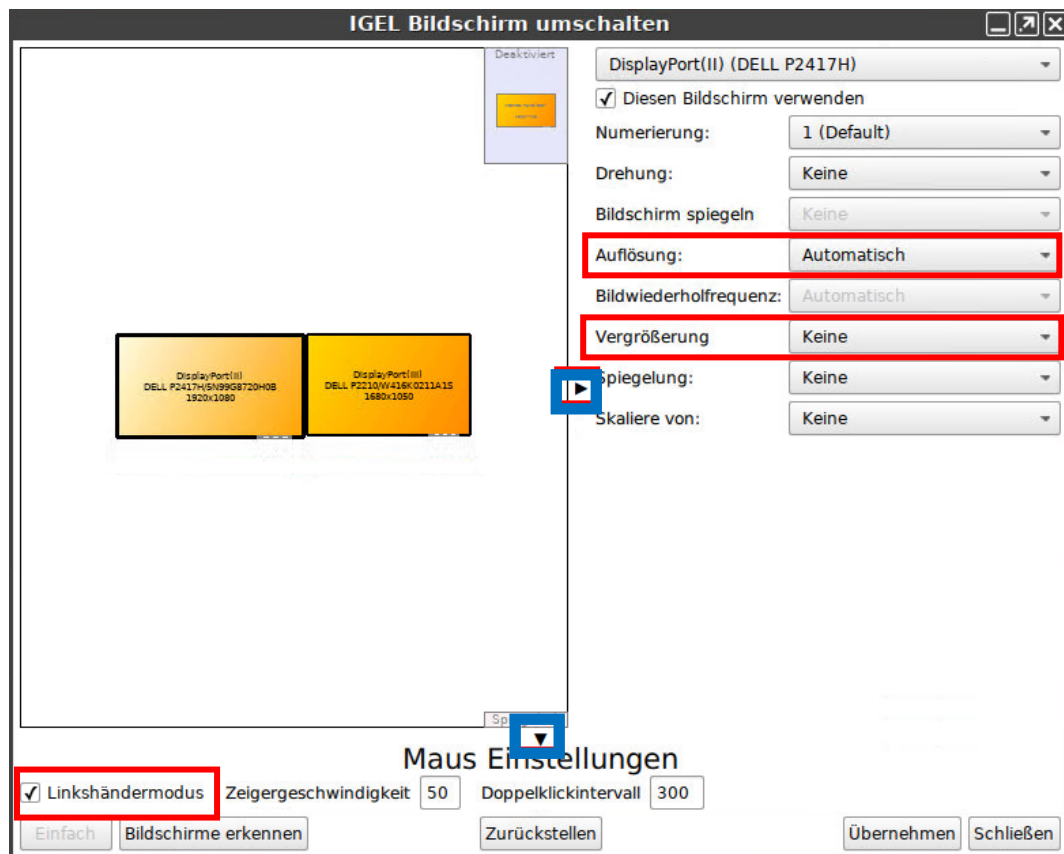 IGEL Bildschirm umschalten
Deaktiviert
DisplayPort(II) (DELL P2417H)
Diesen Bildschirm verwenden
Numerierung: 1 (Default)
Drehung: Keine
Bildschirm spiegeln Keine
Auflösung: Automatisch
Bildwiederholfrequenz: Automatisch
Vergrößerung Keine
Spiegelung: Keine
Skaliere von: Keine
DisplayPort(II)
DELL P2417H/5N99G8720H0B
1920x1080
DisplayPort(III)
DELL P2210/W416K0211A1S
1680x1050
Maus Einstellungen
Linkshändermodus Zeigergeschwindigkeit 50 Doppelklickintervall 300
Einfach Bildschirme erkennen Zurückstellen Übernehmen Schließen